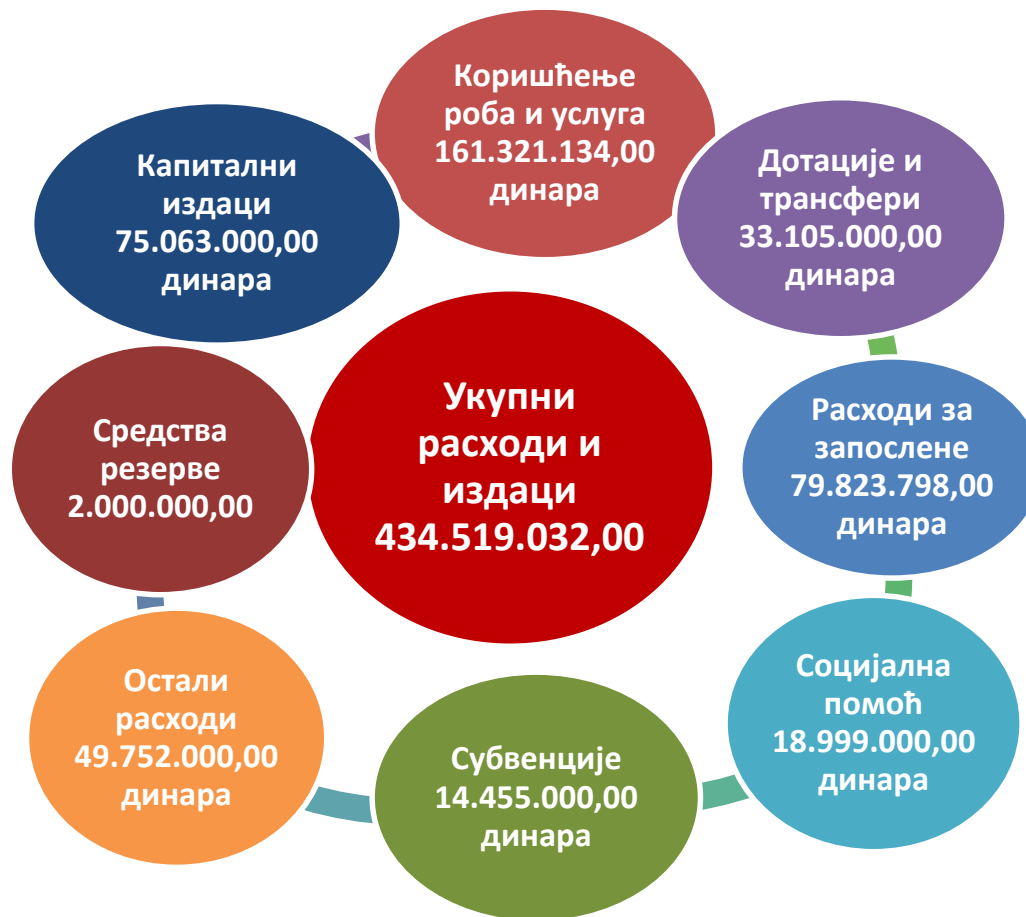 Коришћење
роба и услуга
161.321.134,00
динара
Дотације и
трансфери
33.105.000,00
динара
Расходи за
запослене
79.823.798,00
динара
Социјална
помоћ
18.999.000,00
динара
Субвенције
14.455.000,00
динара
Остали
расходи
49.752.000,00
динара
Средства
резерве
2.000.000,00
Капитални
издаци
75.063.000,00
динара
Укупни
расходи и
издаци
434.519.032,00